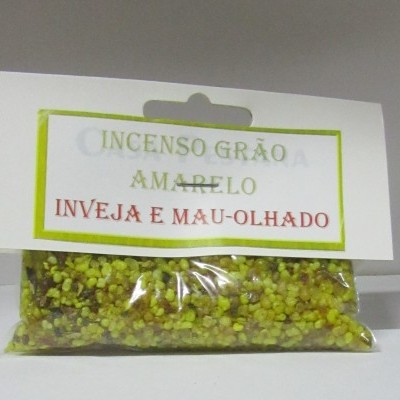 INCENSO GRÃO
AMARELO
INVEJA E MAU-OLHADO